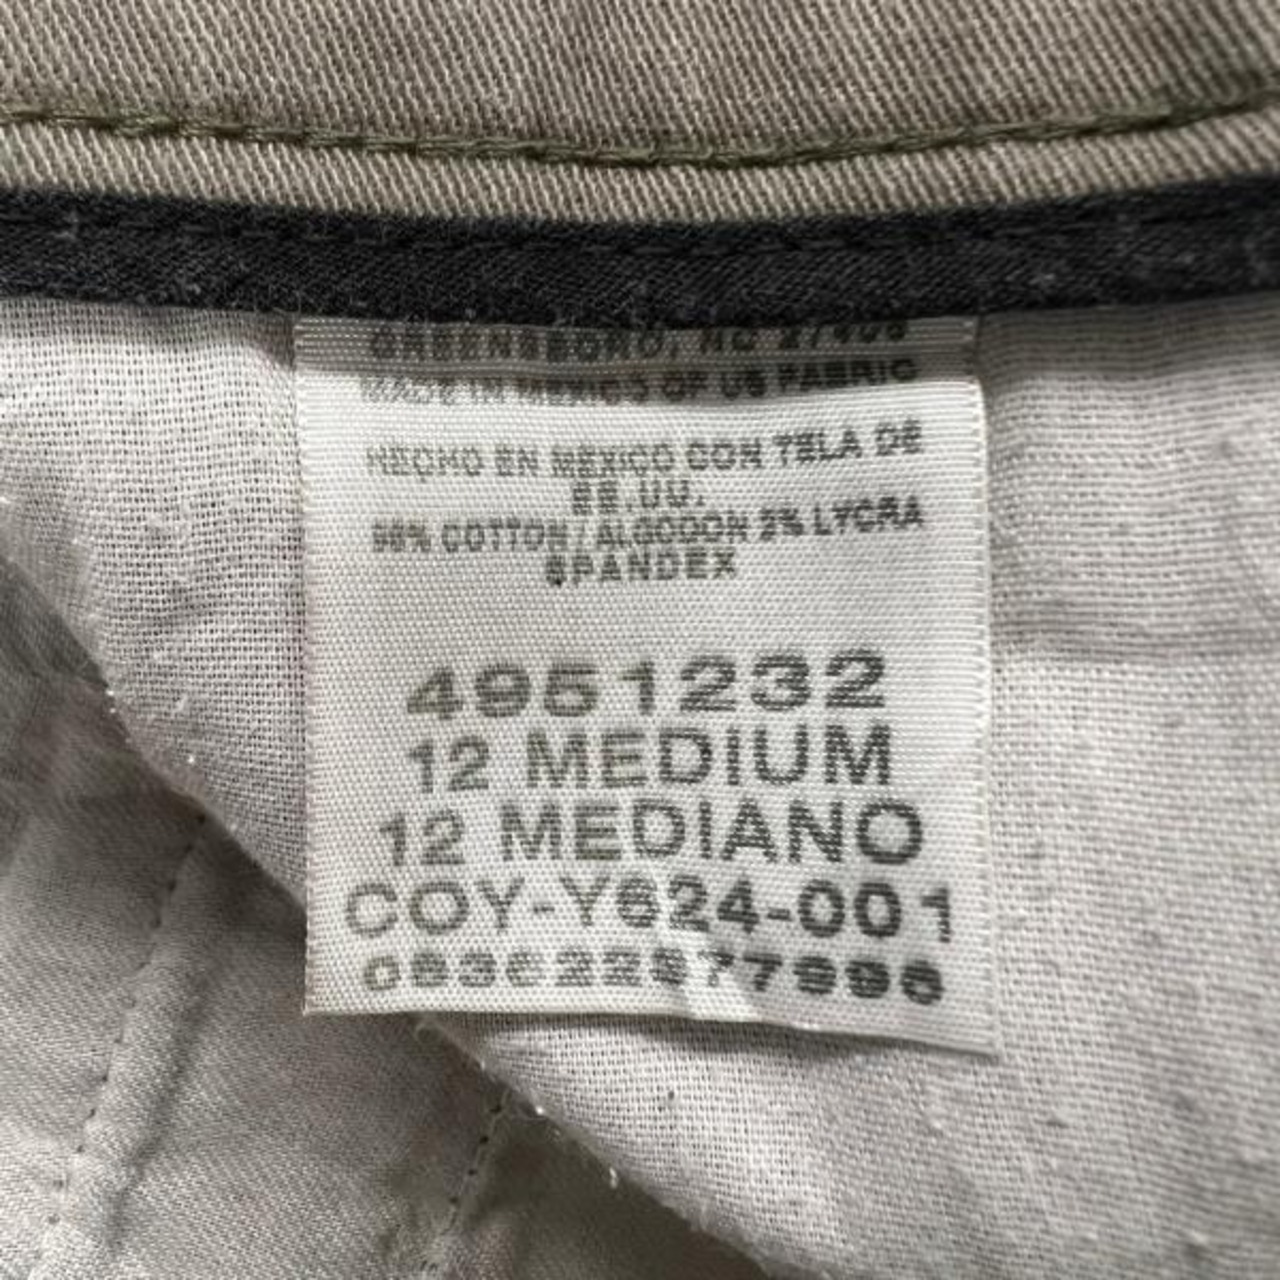 GREENSBORO, NC 27408
MADE IN MEXICO OF US FABRIC
HECHO EN MEXICO CON TELA DE
EE.UU.
98% COTTON/ALGODON 2% LYCRA
SPANDEX
4951232
12 MEDIUM
12 MEDIANO
COY-Y624-001